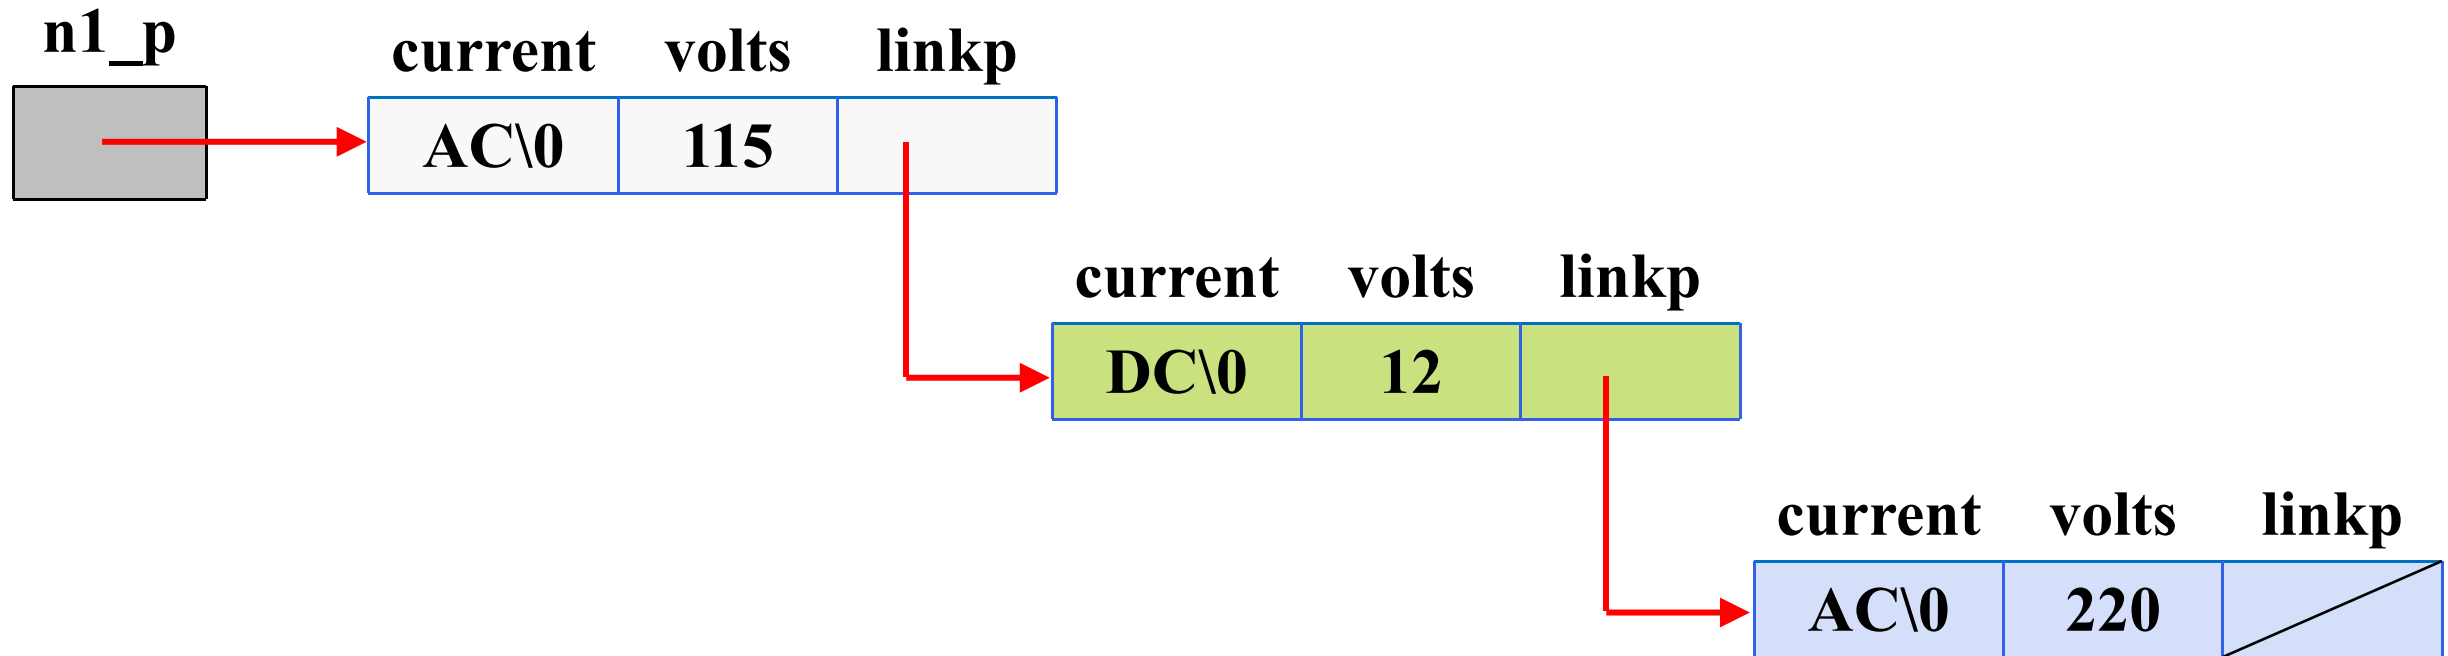 n1_p
current volts linkp
AC\0 115
current volts linkp
DC\0 12
current volts linkp
AC\0 220